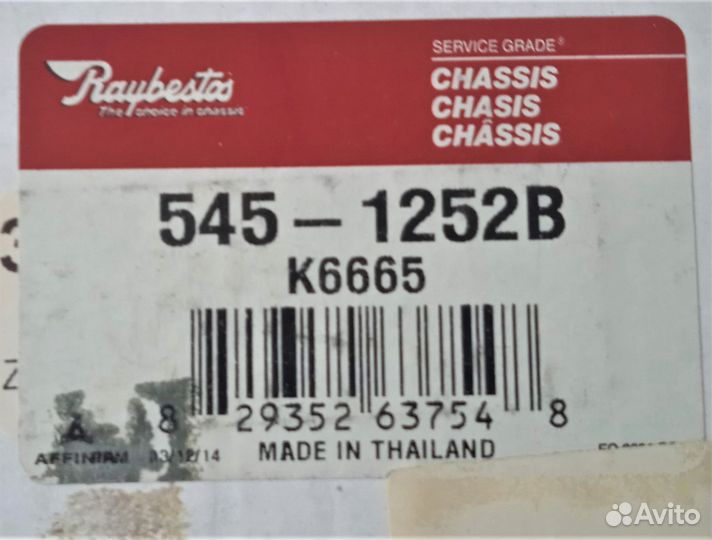 Raybestos
The choice in chassis
SERVICE GRADE®
CHASSIS
CHASIS
CHÂSSIS
545-1252B
K6665
8 29352 63754 8
MADE IN THAILAND
AFFINIA
03/12/14
Avito